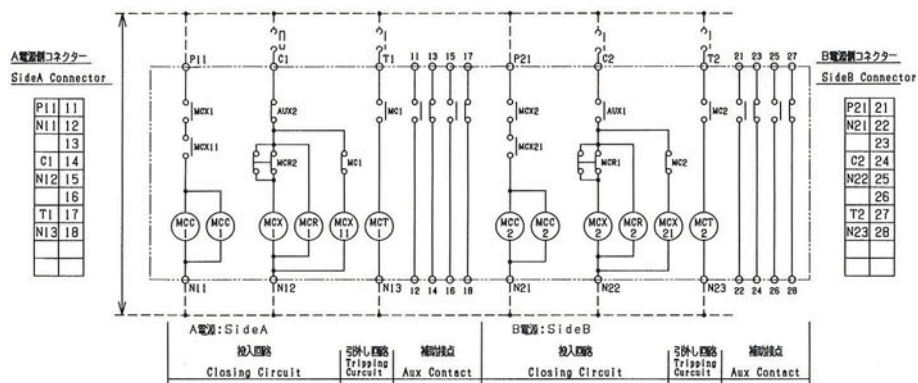 P11 C1 T1 11 13 15 17 P21 C2 T2 21 23 25 27
A電源側コネクター
SideA Connector
P11 11
N11 12
13
C1 14
N12 15
16
T1 17
N13 18
MCX1 AUX2 MC1 MCX2 AUX1 MC2
MCX11 MCR2 MC1 MCX21 MCR1 MC2
MCC 1 MCC 1 MCX 1 MCR 1 MCX 11 MCT 1 MCC 2 MCC 2 MCX 2 MCR 2 MCX 21 MCT 2
N11 N12 N13 12 14 16 18 N21 N22 N23 22 24 26 28
B電源側コネクター
SideB Connector
P21 21
N21 22
23
C2 24
N22 25
26
T2 27
N23 28
A電源:SideA
B電源:SideB
投入回路 引外し回路 補助接点 投入回路 引外し回路 補助接点
Closing Circuit Tripping Curcuit Aux Contact Closing Circuit Tripping Curcuit Aux Contact